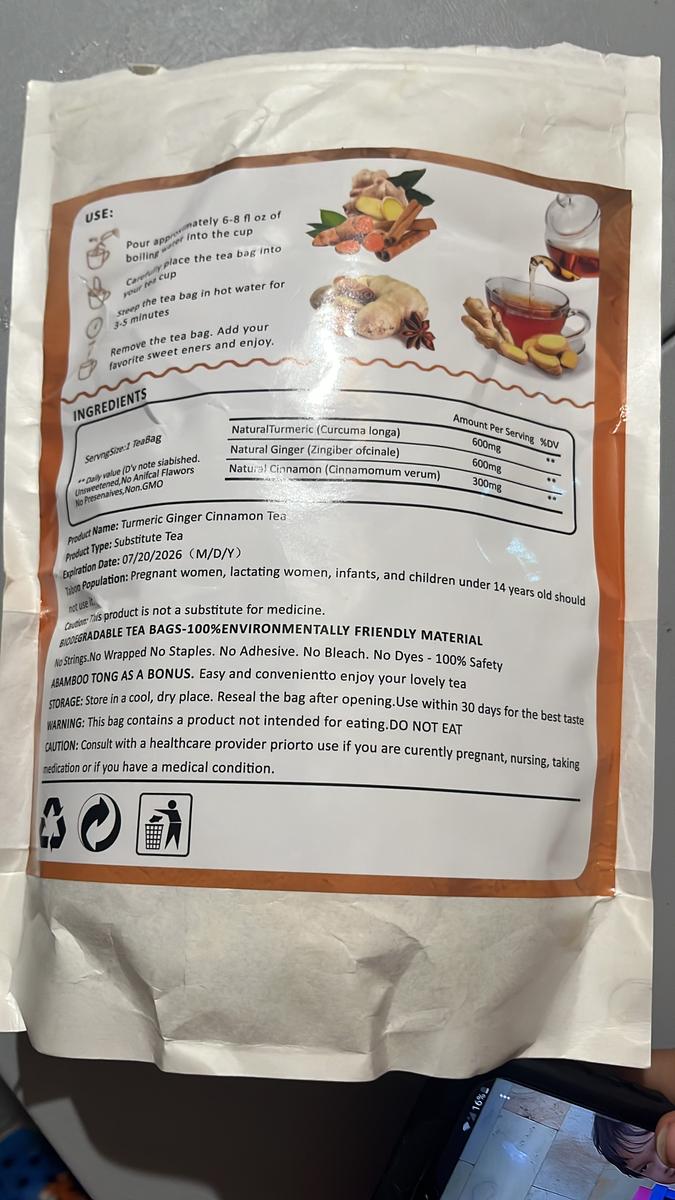 USE:
Pour approximately 6-8 fl oz of
boiling water into the cup
Carefully place the tea bag into
your tea cup
Steep the tea bag in hot water for
3-5 minutes
Remove the tea bag. Add your
favorite sweet eners and enjoy.
INGREDIENTS
Amount Per Serving %DV
ServngSize:1 TeaBag
NaturalTurmeric (Curcuma longa) 600mg **
Natural Ginger (Zingiber ofcinale) 600mg **
Natural Cinnamon (Cinnamomum verum) 300mg **
** Daily value (D'v note siabished.
Unsweetened,No Anifcal Flawors
No Presenaives,Non.GMO
Product Name: Turmeric Ginger Cinnamon Tea
Product Type: Substitute Tea
Expiration Date: 07/20/2026 (M/D/Y)
Population: Pregnant women, lactating women, infants, and children under 14 years old should
not use it.
Caution: This product is not a substitute for medicine.
BIODEGRADABLE TEA BAGS-100%ENVIRONMENTALLY FRIENDLY MATERIAL
No Strings.No Wrapped No Staples. No Adhesive. No Bleach. No Dyes - 100% Safety
ABAMBOO TONG AS A BONUS. Easy and convenientto enjoy your lovely tea
STORAGE: Store in a cool, dry place. Reseal the bag after opening.Use within 30 days for the best taste
WARNING: This bag contains a product not intended for eating.DO NOT EAT
CAUTION: Consult with a healthcare provider priorto use if you are curently pregnant, nursing, taking
medication or if you have a medical condition.
16%